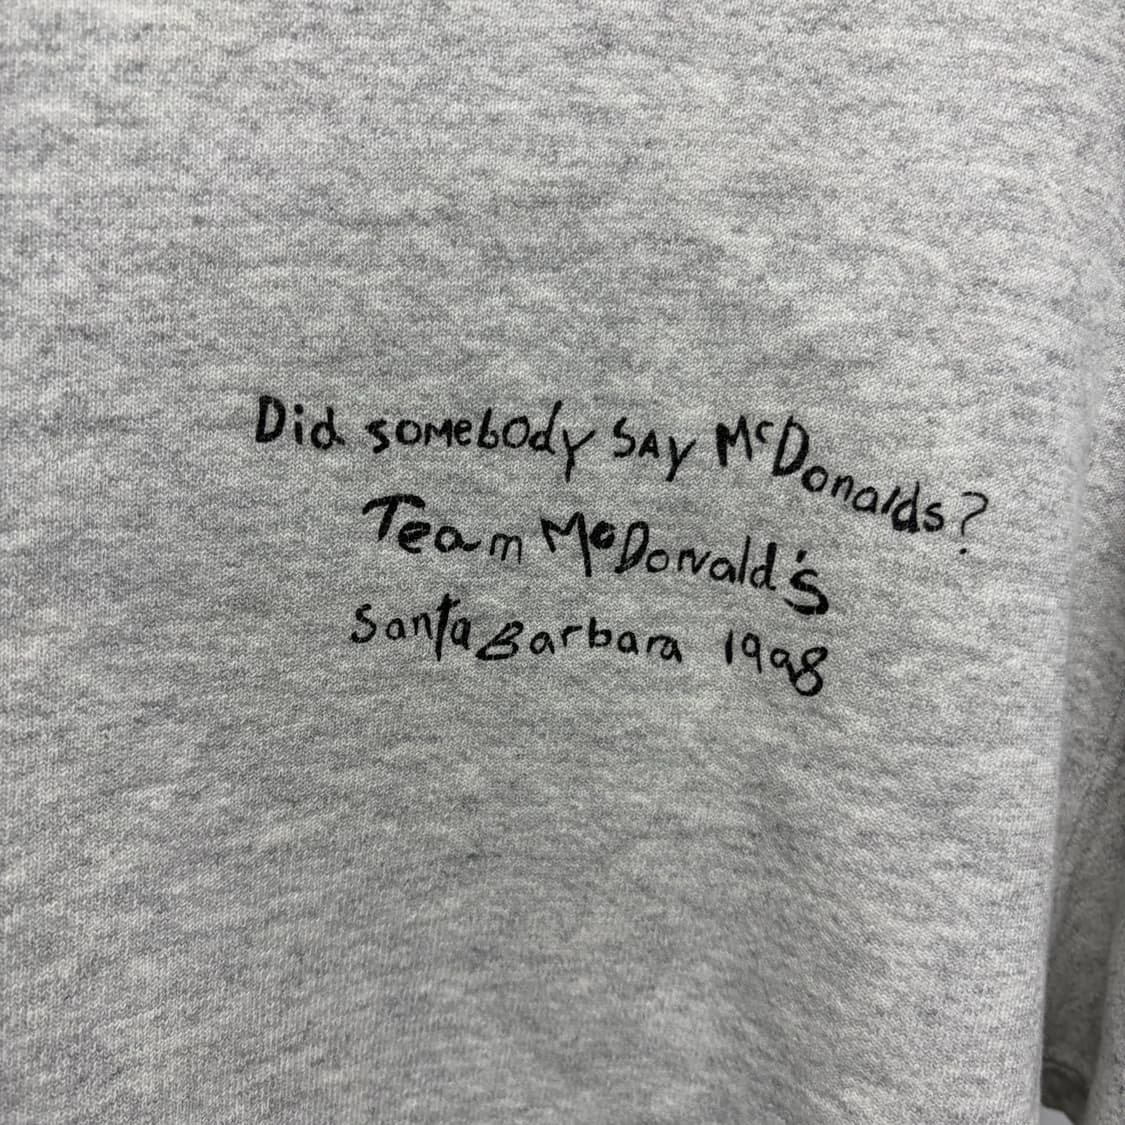 Did somebody SAy McDonalds?
Team McDonald's
Santa Barbara 1998